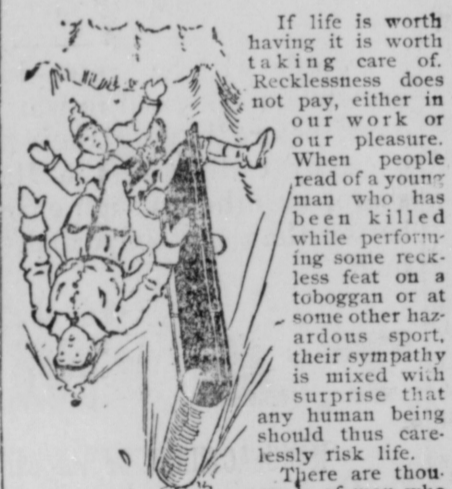 If life is worth
having it is worth
taking care of.
Recklessness does
not pay, either in
our work or
our pleasure.
When people
read of a young
man who has
been killed
while perform-
ing some reck-
less feat on a
toboggan or at
some other haz-
ardous sport,
their sympathy
is mixed with
surprise that
any human being
should thus care-
lessly risk life.
There are thou-